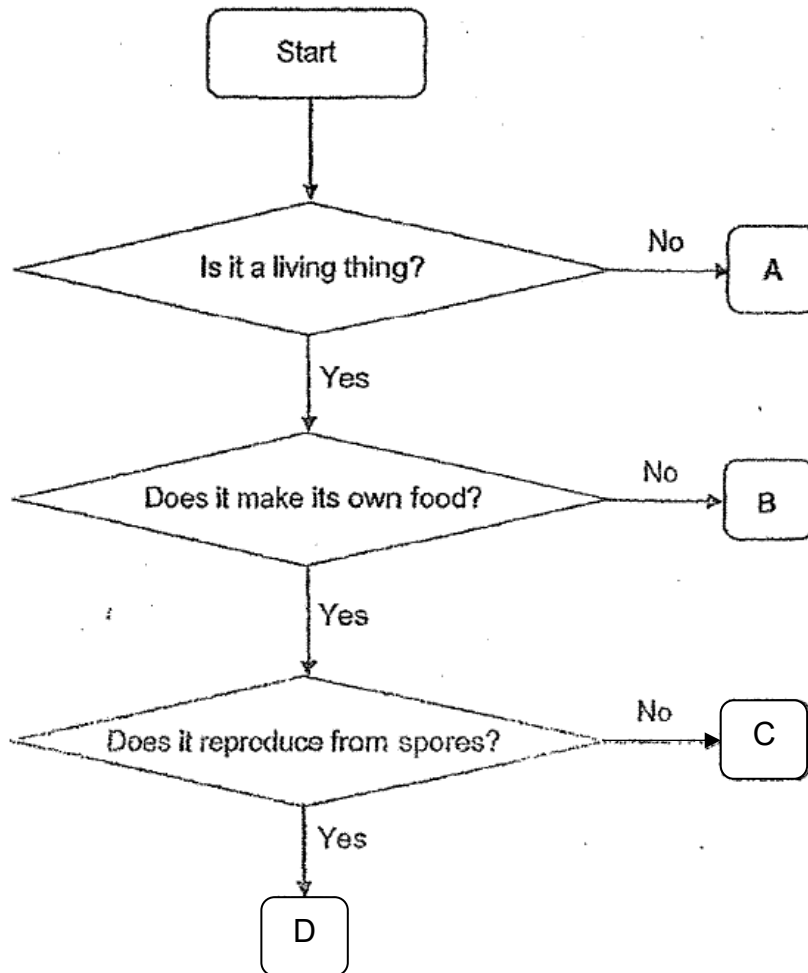 Start
Is it a living thing?
No
A
Yes
Does it make its own food?
No
B
Yes
Does it reproduce from spores?
No
C
Yes
D